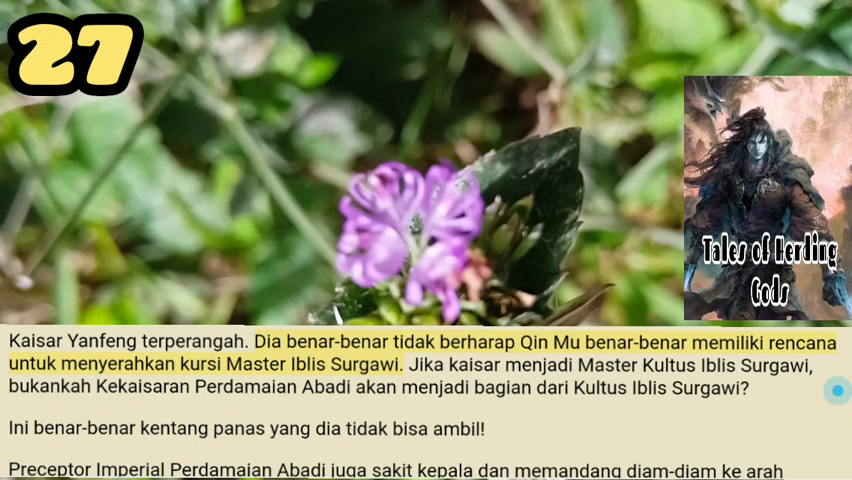 27
Tales of Herding
Gods
Kaisar Yanfeng terperangah. Dia benar-benar tidak berharap Qin Mu benar-benar memiliki rencana
untuk menyerahkan kursi Master Iblis Surgawi. Jika kaisar menjadi Master Kultus Iblis Surgawi,
bukankah Kekaisaran Perdamaian Abadi akan menjadi bagian dari Kultus Iblis Surgawi?
Ini benar-benar kentang panas yang dia tidak bisa ambil!
Preceptor Imperial Perdamaian Abadi juga sakit kepala dan memandang diam-diam ke arah